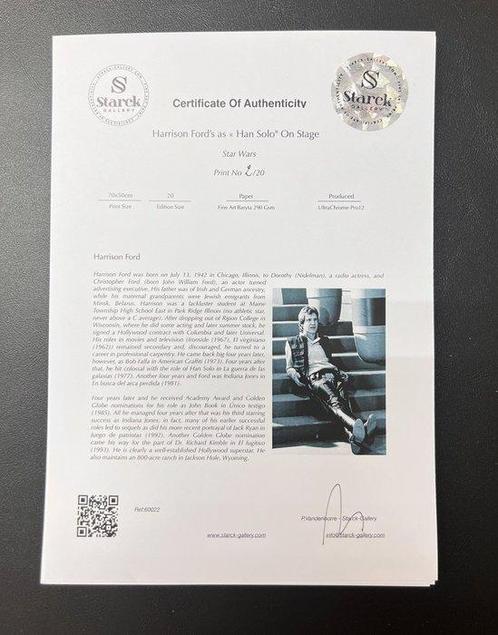 Starck
GALLERY
Starck
GALLERY
Certificate Of Authenticity
Harrison Ford's as « Han Solo" On Stage
Star Wars
Print No 2/20
70x50cm 20 Paper Produced
Print Size Edition Size Fine Art Baryta 290 Gsm UltraChrome Pro12
Harrison Ford
Harrison Ford was born on July 13, 1942 in Chicago, Illinois, to Dorothy (Nidelman), a radio actress, and
Christopher Ford (born John William Ford), an actor turned
advertising executive. His father was of Irish and German ancestry,
while his maternal grandparents were Jewish emigrants from
Minsk, Belarus. Harrison was a lackluster student at Maine
Township High School East in Park Ridge Illinois (no athletic star,
never above a C average). After dropping out of Ripon College in
Wisconsin, where he did some acting and later summer stock, he
signed a Hollywood contract with Columbia and later Universal.
His roles in movies and television (Ironside (1967), El virginiano
(1962)) remained secondary and, discouraged, he turned to a
career in professional carpentry. He came back big four years later,
however, as Bob Falfa in American Graffiti (1973). Four years after
that, he hit colossal with the role of Han Solo in La guerra de las
galaxias (1977). Another four years and Ford was Indiana Jones in
En busca del arca perdida (1981).
Four years later and he received Academy Award and Golden
Globe nominations for his role as John Book in Único testigo
(1985). All he managed four years after that was his third starring
success as Indiana Jones; in fact, many of his earlier successful
roles led to sequels as did his more recent portrayal of Jack Ryan in
Juego de patriotas (1992). Another Golden Globe nomination
came his way for the part of Dr. Richard Kimble in El fugitivo
(1993). He is clearly a well-established Hollywood superstar. He
also maintains an 800-acre ranch in Jackson Hole, Wyoming.
Ref:60022
P.Vandenborre - Starck-Gallery
www.starck-gallery.com info@starck-gallery.com